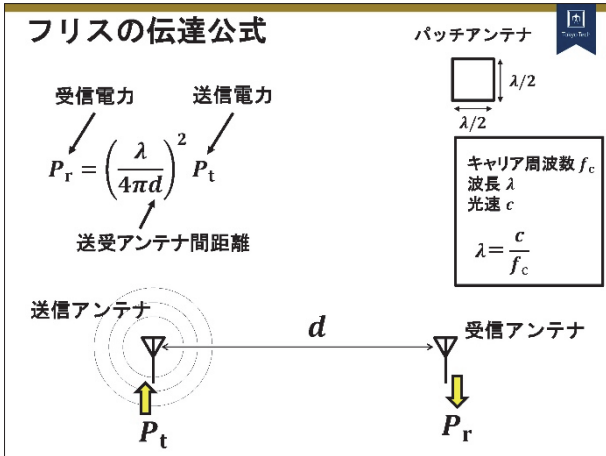 フリスの伝達公式
パッチアンテナ
λ/2
λ/2
受信電力
送信電力
P_r = (λ/4πd)^2 P_t
送受アンテナ間距離
キャリア周波数 f_c
波長 λ
光速 c
λ = c/f_c
送信アンテナ
d
受信アンテナ
P_t
P_r